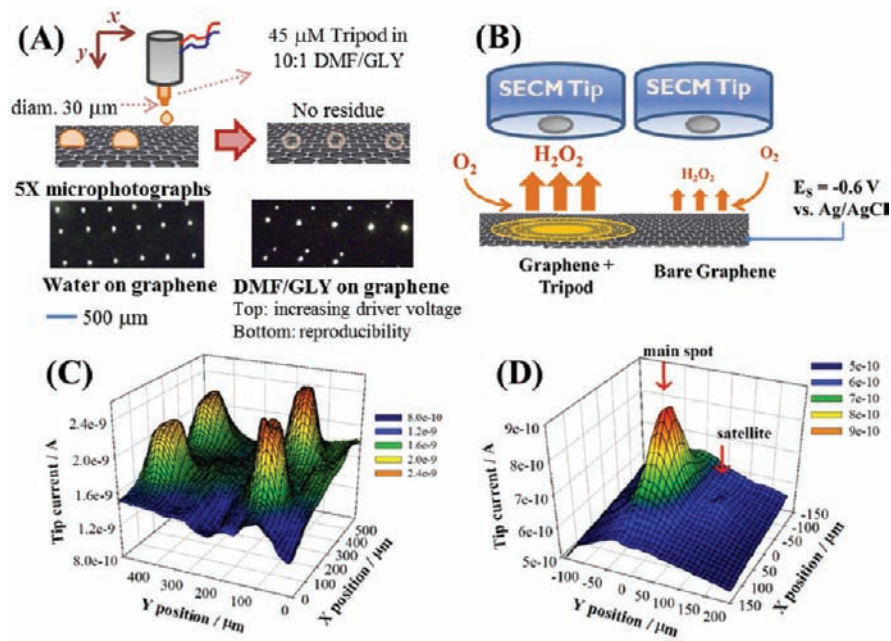 (A)
x
y
45 μM Tripod in
10:1 DMF/GLY
diam. 30 μm
No residue
5X microphotographs
Water on graphene
500 μm
DMF/GLY on graphene
Top: increasing driver voltage
Bottom: reproducibility
(B)
SECM Tip
SECM Tip
O₂
H₂O₂
H₂O₂
O₂
E_S = -0.6 V
vs. Ag/AgCl
Graphene +
Tripod
Bare Graphene
(C)
Tip current / A
2.4e-9
2.0e-9
1.6e-9
1.2e-9
8.0e-10
8.0e-10
1.2e-9
1.6e-9
2.0e-9
2.4e-9
400
300
200
100
0
Y position / μm
0
100
200
300
400
500
X position / μm
(D)
main spot
satellite
Tip current / A
9e-10
8e-10
7e-10
6e-10
5e-10
5e-10
6e-10
7e-10
8e-10
9e-10
-100
-50
0
50
100
150
200
Y position / μm
-150
-100
-50
0
50
100
150
X position / μm